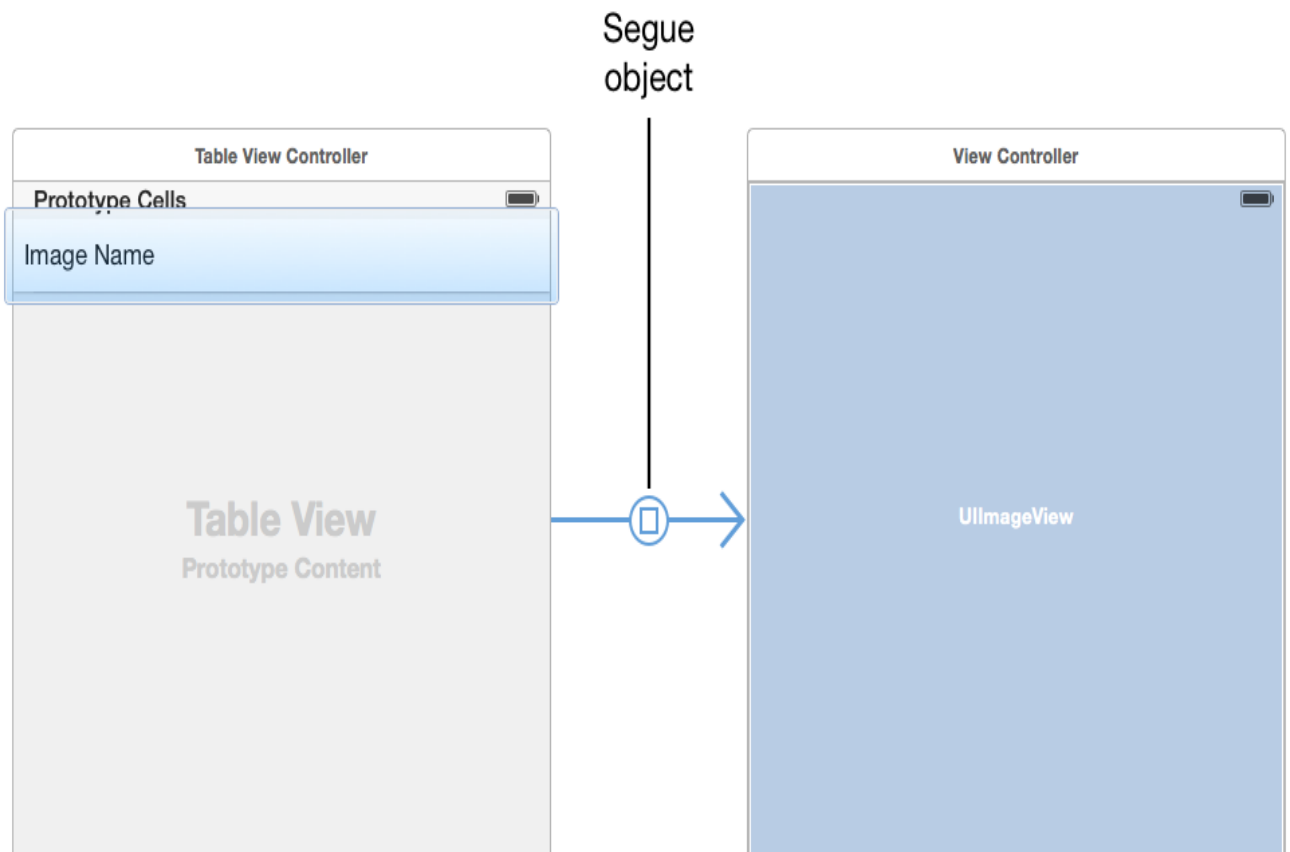 Segue
object
Table View Controller
Prototype Cells
Image Name
Table View
Prototype Content
View Controller
UIImageView